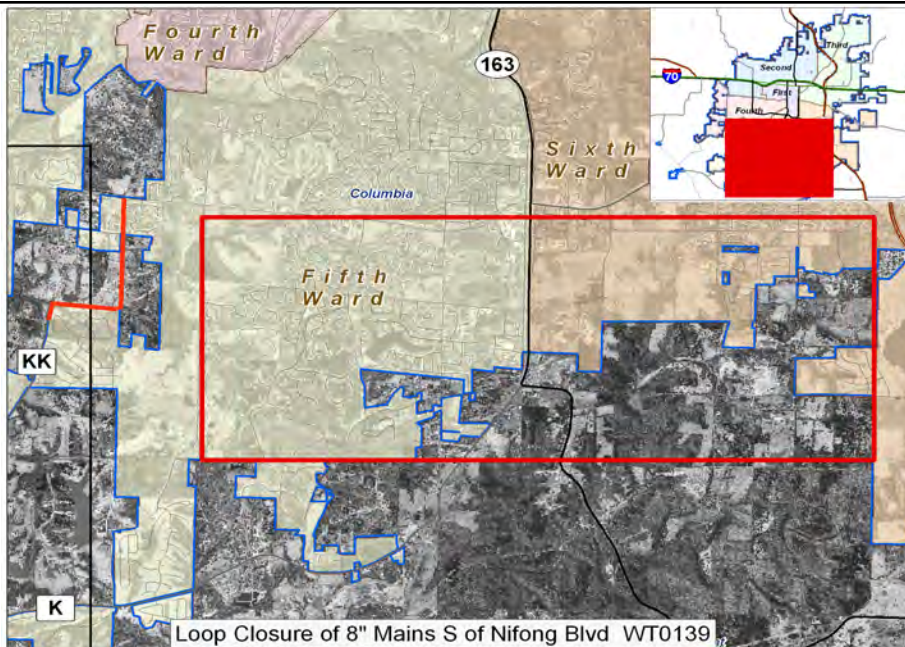 Fourth
Ward
163
Third
Second
70
First
Fourth
Sixth
Ward
Columbia
Fifth
Ward
KK
K
Loop Closure of 8" Mains S of Nifong Blvd WT0139